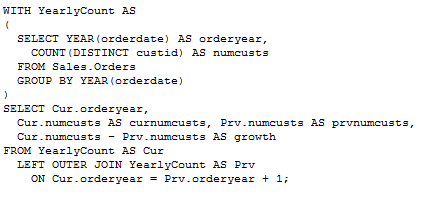 WITH YearlyCount AS
(
  SELECT YEAR(orderdate) AS orderyear,
    COUNT(DISTINCT custid) AS numcusts
  FROM Sales.Orders
  GROUP BY YEAR(orderdate)
)
SELECT Cur.orderyear,
  Cur.numcusts AS curnumcusts, Prv.numcusts AS prvnumcusts,
  Cur.numcusts - Prv.numcusts AS growth
FROM YearlyCount AS Cur
  LEFT OUTER JOIN YearlyCount AS Prv
    ON Cur.orderyear = Prv.orderyear + 1;